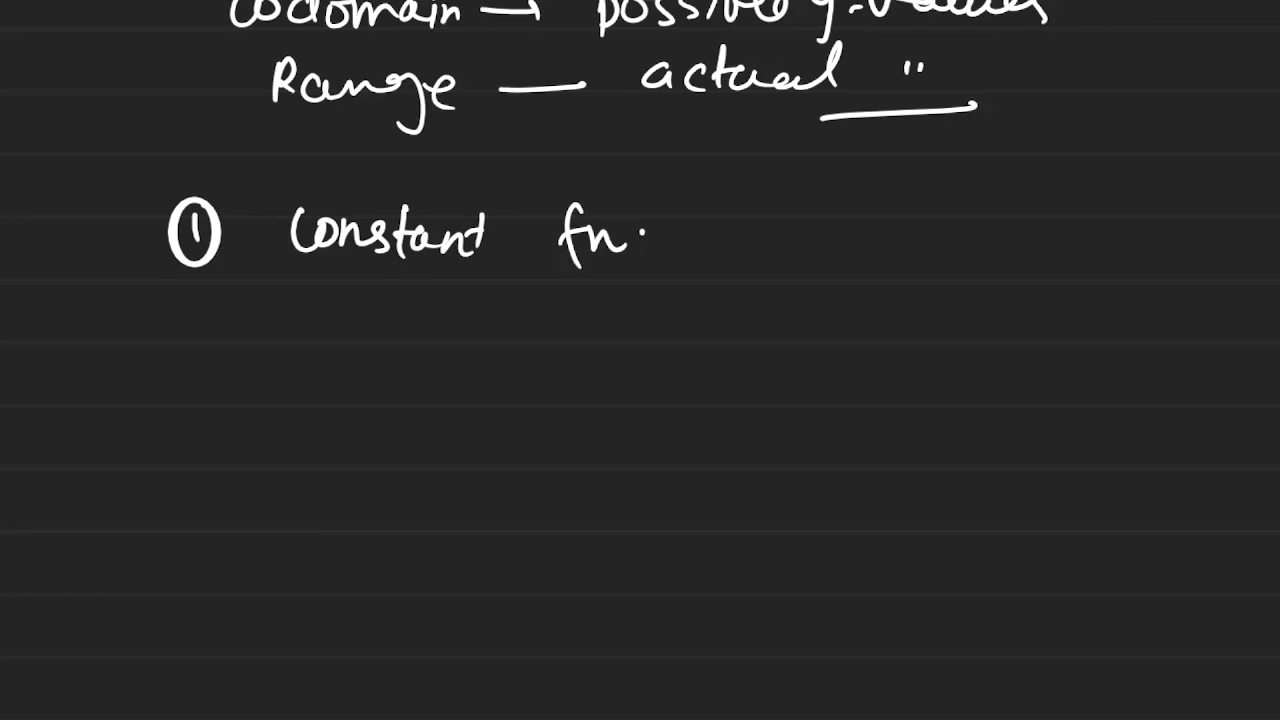 Codomain → possible y-values
Range — actual "
① Constant fn.